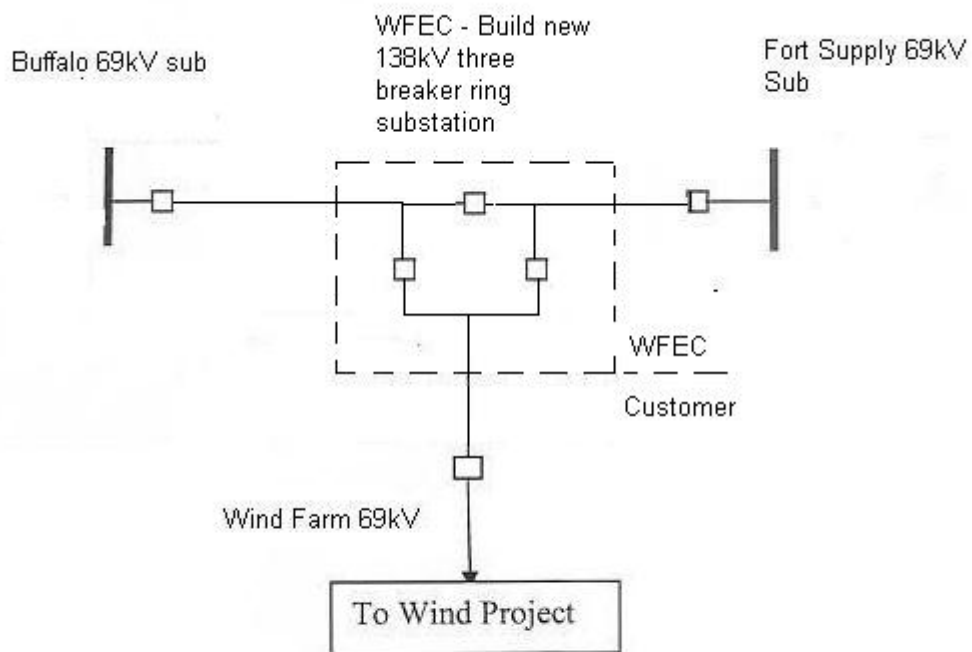 Buffalo 69kV sub
WFEC - Build new
138kV three
breaker ring
substation
Fort Supply 69kV
Sub
WFEC
Customer
Wind Farm 69kV
To Wind Project